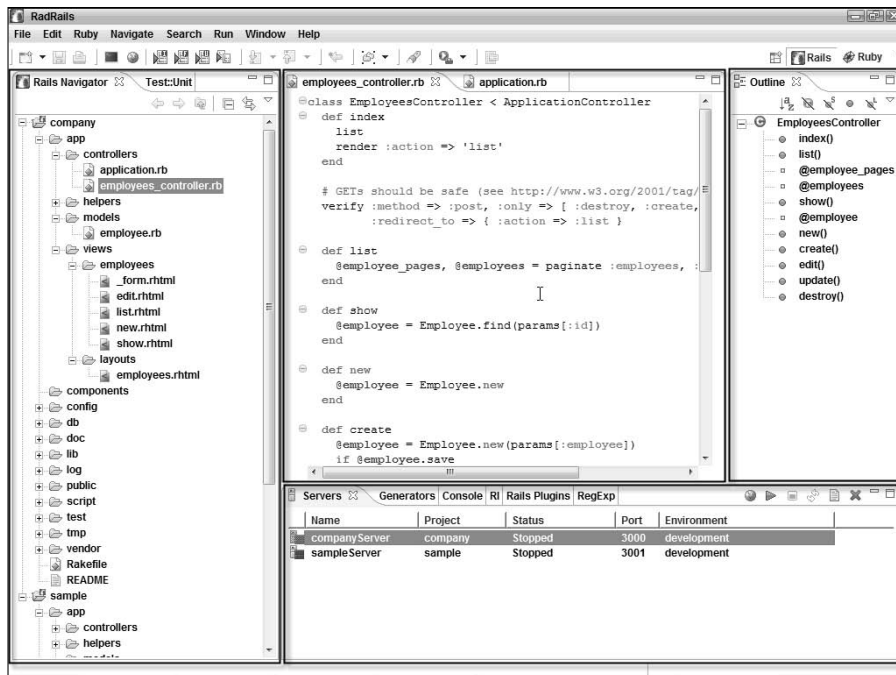 RadRails
File Edit Ruby Navigate Search Run Window Help
Rails Ruby
Rails Navigator Test::Unit
company
app
controllers
application.rb
employees_controller.rb
helpers
models
employee.rb
views
employees
_form.rhtml
edit.rhtml
list.rhtml
new.rhtml
show.rhtml
layouts
employees.rhtml
components
config
db
doc
lib
log
public
script
test
tmp
vendor
Rakefile
README
sample
app
controllers
helpers
employees_controller.rb application.rb
class EmployeesController < ApplicationController
def index
list
render :action => 'list'
end
# GETs should be safe (see http://www.w3.org/2001/tag/
verify :method => :post, :only => [ :destroy, :create,
:redirect_to => { :action => :list }
def list
@employee_pages, @employees = paginate :employees, :
end
def show
@employee = Employee.find(params[:id])
end
def new
@employee = Employee.new
end
def create
@employee = Employee.new(params[:employee])
if @employee.save
Outline
EmployeesController
index()
list()
@employee_pages
@employees
show()
@employee
new()
create()
edit()
update()
destroy()
Servers Generators Console RI Rails Plugins RegExp
Name Project Status Port Environment
companyServer company Stopped 3000 development
sampleServer sample Stopped 3001 development